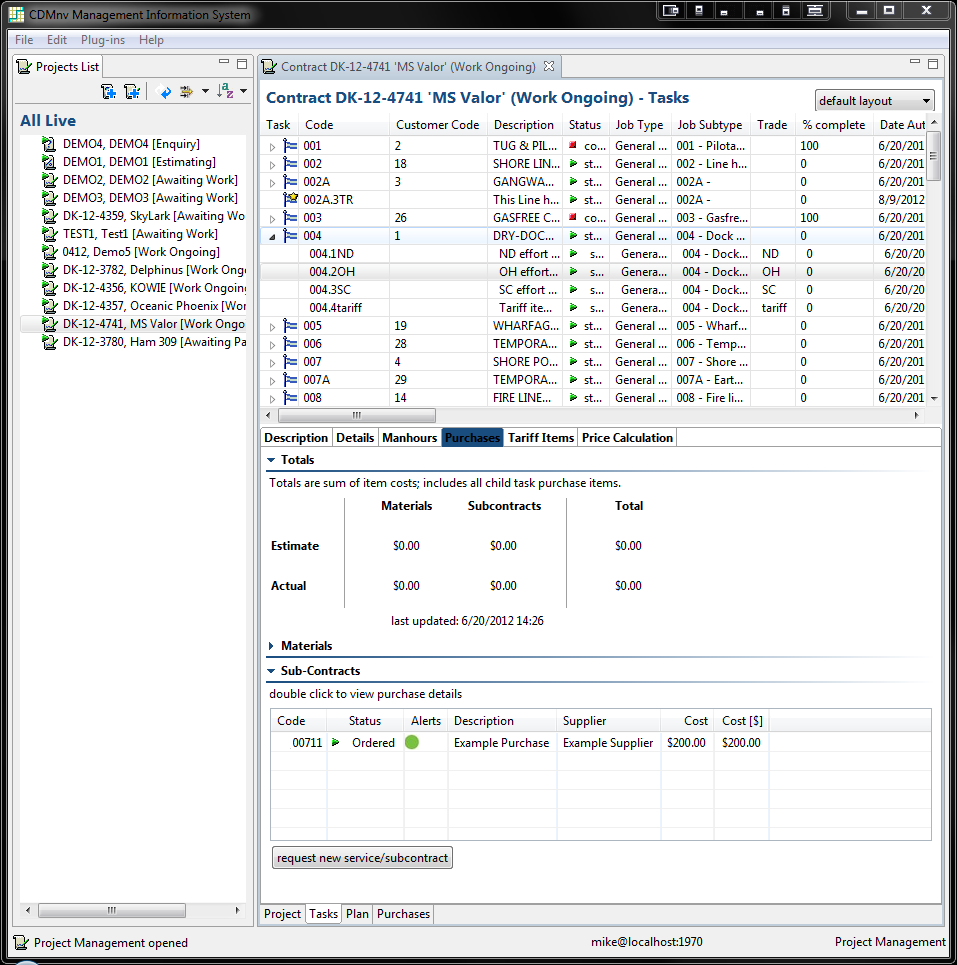 CDMnv Management Information System
File Edit Plug-ins Help
Projects List
All Live
DEMO4, DEMO4 [Enquiry]
DEMO1, DEMO1 [Estimating]
DEMO2, DEMO2 [Awaiting Work]
DEMO3, DEMO3 [Awaiting Work]
DK-12-4359, SkyLark [Awaiting Wo
TEST1, Test1 [Awaiting Work]
0412, Demo5 [Work Ongoing]
DK-12-3782, Delphinus [Work Ong
DK-12-4356, KOWIE [Work Ongoing
DK-12-4357, Oceanic Phoenix [Wor
DK-12-4741, MS Valor [Work Ongo
DK-12-3780, Ham 309 [Awaiting Pa
Contract DK-12-4741 'MS Valor' (Work Ongoing)
Contract DK-12-4741 'MS Valor' (Work Ongoing) - Tasks
default layout
Task Code Customer Code Description Status Job Type Job Subtype Trade % complete Date Aut
001 2 TUG & PIL... co... General ... 001 - Pilota... 100 6/20/201
002 18 SHORE LIN... st... General ... 002 - Line h... 0 6/20/201
002A 3 GANGWA... st... General ... 002A - 0 6/20/201
002A.3TR This Line h... st... General ... 002A - 0 8/9/2012
003 26 GASFREE C... co... General ... 003 - Gasfre... 100 6/20/201
004 1 DRY-DOC... st... General ... 004 - Dock ... 0 6/20/201
004.1ND ND effort ... s... Genera... 004 - Dock... ND 0 6/20/20
004.2OH OH effort... s... Genera... 004 - Dock... OH 0 6/20/20
004.3SC SC effort ... s... Genera... 004 - Dock... SC 0 6/20/20
004.4tariff Tariff ite... s... Genera... 004 - Dock... tariff 0 6/20/20
005 19 WHARFAG... st... General ... 005 - Wharf... 0 6/20/201
006 28 TEMPORA... st... General ... 006 - Temp... 0 6/20/201
007 4 SHORE PO... st... General ... 007 - Shore ... 0 6/20/201
007A 29 TEMPORA... st... General ... 007A - Eart... 0 6/20/201
008 14 FIRE LINE... st... General ... 008 - Fire li... 0 6/20/201
Description Details Manhours Purchases Tariff Items Price Calculation
Totals
Totals are sum of item costs; includes all child task purchase items.
Materials Subcontracts Total
Estimate $0.00 $0.00 $0.00
Actual $0.00 $0.00 $0.00
last updated: 6/20/2012 14:26
Materials
Sub-Contracts
double click to view purchase details
Code Status Alerts Description Supplier Cost Cost [$]
00711 Ordered Example Purchase Example Supplier $200.00 $200.00
request new service/subcontract
Project Tasks Plan Purchases
Project Management opened mike@localhost:1970 Project Management